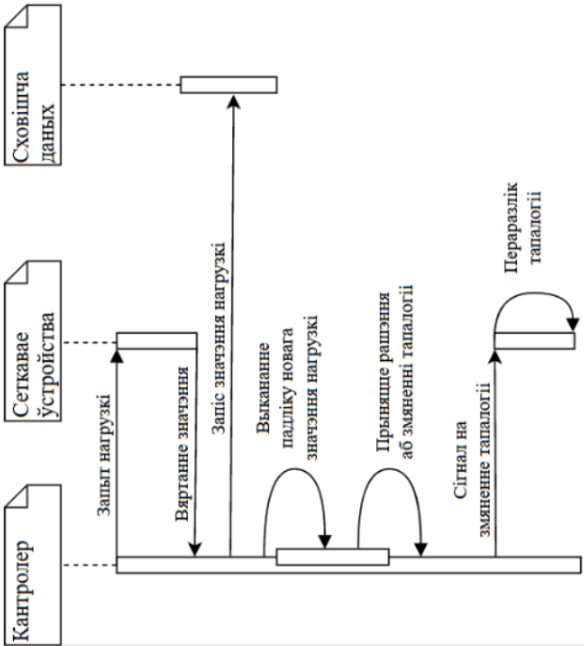 Кантролер
Сеткавае
ўстройства
Сховішча
даных
Запыт нагрузкі
Вяртанне значэння
Запіс значэння нагрузкі
Выкананне
падліку новага
значэння нагрузкі
Прыняцце рашэння
аб змяненні тапалогіі
Сігнал на
змяненне тапалогіі
Пераразлік
тапалогіі